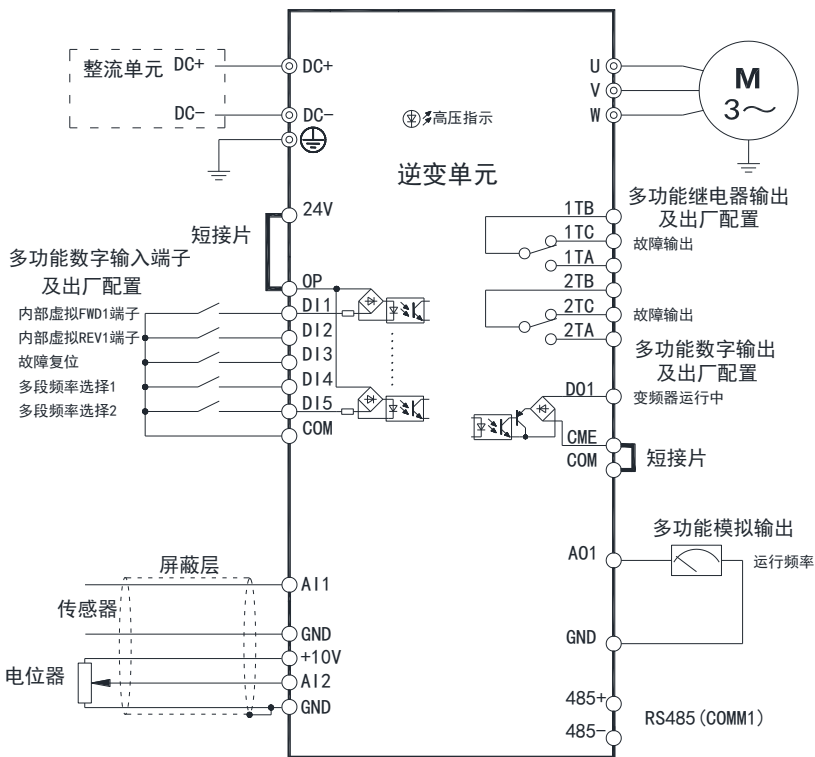 整流单元
DC+
DC-
DC+
DC-
高压指示
逆变单元
U
V
W
M
3～
24V
短接片
多功能数字输入端子
及出厂配置
OP
内部虚拟FWD1端子
DI1
内部虚拟REV1端子
DI2
故障复位
DI3
多段频率选择1
DI4
多段频率选择2
DI5
COM
多功能继电器输出
及出厂配置
1TB
1TC
故障输出
1TA
2TB
2TC
故障输出
2TA
多功能数字输出
及出厂配置
DO1
变频器运行中
CME
COM
短接片
多功能模拟输出
AO1
运行频率
GND
485+
485-
RS485(COMM1)
屏蔽层
AI1
传感器
GND
+10V
电位器
AI2
GND